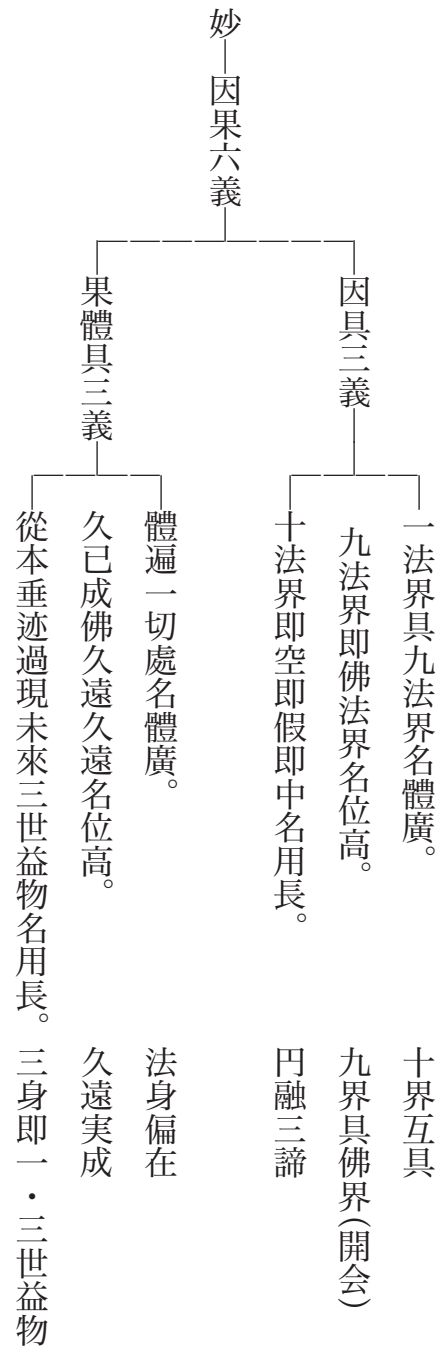 妙
因果六義
因具三義
一法界具九法界名體廣。
十界互具
九法界即佛法界名位高。
九界具佛界(開会)
十法界即空即假即中名用長。
円融三諦
果體具三義
體遍一切處名體廣。
法身偏在
久已成佛久遠久遠名位高。
久遠実成
從本垂迹過現未來三世益物名用長。
三身即一・三世益物